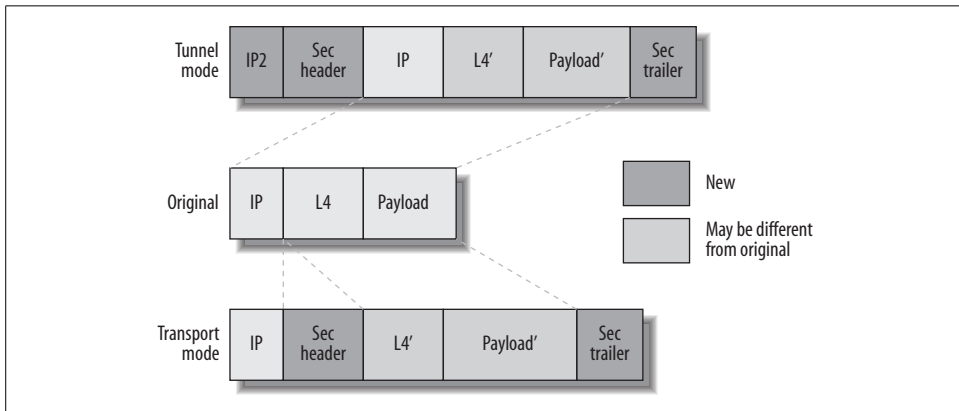 Tunnel
mode
IP2
Sec
header
IP
L4′
Payload′
Sec
trailer
Original
IP
L4
Payload
New
May be different
from original
Transport
mode
IP
Sec
header
L4′
Payload′
Sec
trailer